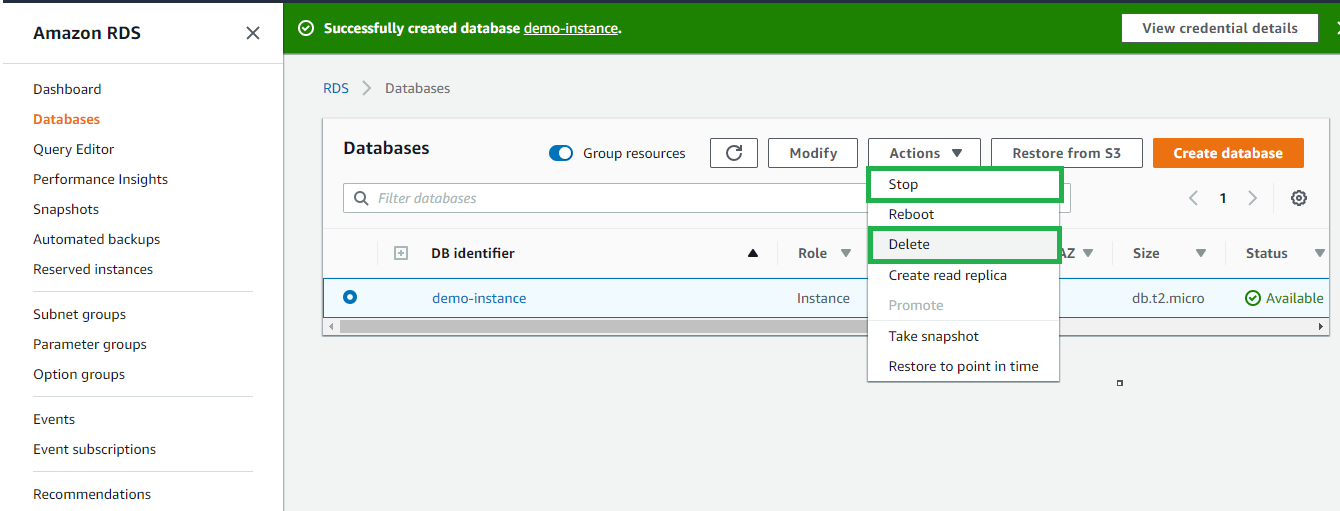 Amazon RDS
Dashboard
Databases
Query Editor
Performance Insights
Snapshots
Automated backups
Reserved instances
Subnet groups
Parameter groups
Option groups
Events
Event subscriptions
Recommendations
Successfully created database demo-instance.
View credential details
RDS > Databases
Databases
Group resources
Modify
Actions
Restore from S3
Create database
Filter databases
1
Stop
Reboot
Delete
Create read replica
Promote
Take snapshot
Restore to point in time
DB identifier Role AZ Size Status
demo-instance Instance db.t2.micro Available